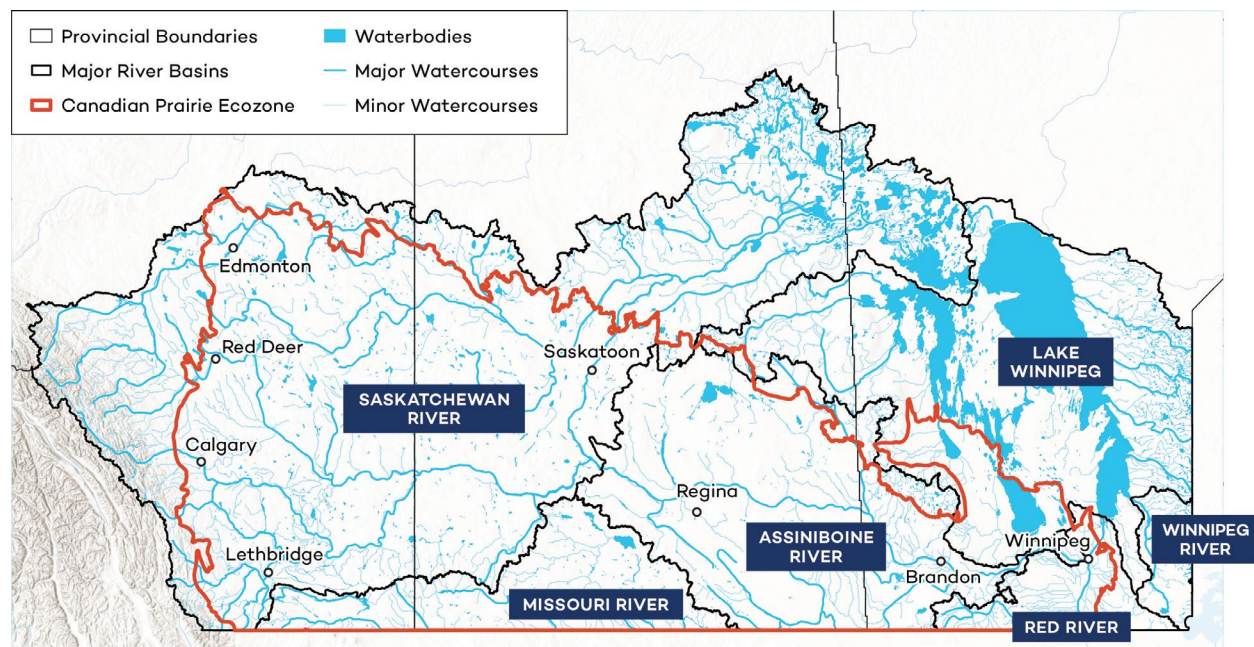 Provincial Boundaries
Major River Basins
Canadian Prairie Ecozone
Waterbodies
Major Watercourses
Minor Watercourses
Edmonton
Red Deer
Saskatoon
LAKE
WINNIPEG
SASKATCHEWAN
RIVER
Calgary
Regina
Lethbridge
ASSINIBOINE
RIVER
Winnipeg
WINNIPEG
RIVER
Brandon
MISSOURI RIVER
RED RIVER